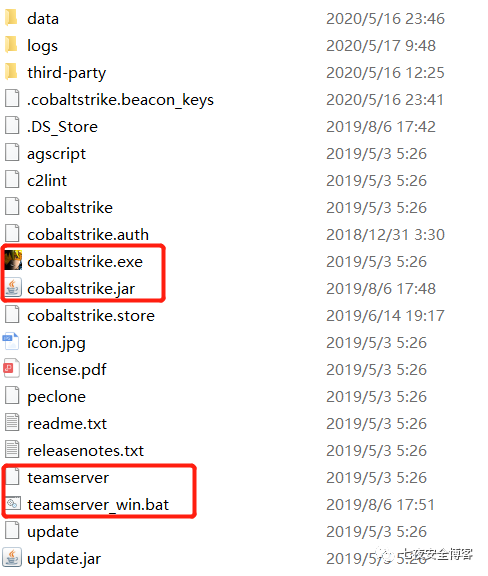 data 2020/5/16 23:46
logs 2020/5/17 9:48
third-party 2020/5/16 12:25
.cobaltstrike.beacon_keys 2020/5/16 23:41
.DS_Store 2019/8/6 17:42
agscript 2019/5/3 5:26
c2lint 2019/5/3 5:26
cobaltstrike 2019/5/3 5:26
cobaltstrike.auth 2018/12/31 3:30
cobaltstrike.exe 2019/5/3 5:26
cobaltstrike.jar 2019/8/6 17:48
cobaltstrike.store 2019/6/14 19:17
icon.jpg 2019/5/3 5:26
license.pdf 2019/5/3 5:26
peclone 2019/5/3 5:26
readme.txt 2019/5/3 5:26
releasenotes.txt 2019/5/3 5:26
teamserver 2019/5/3 5:26
teamserver_win.bat 2019/8/6 17:51
update 2019/5/3 5:26
update.jar 2019/5/3 5:26
七夜安全博客